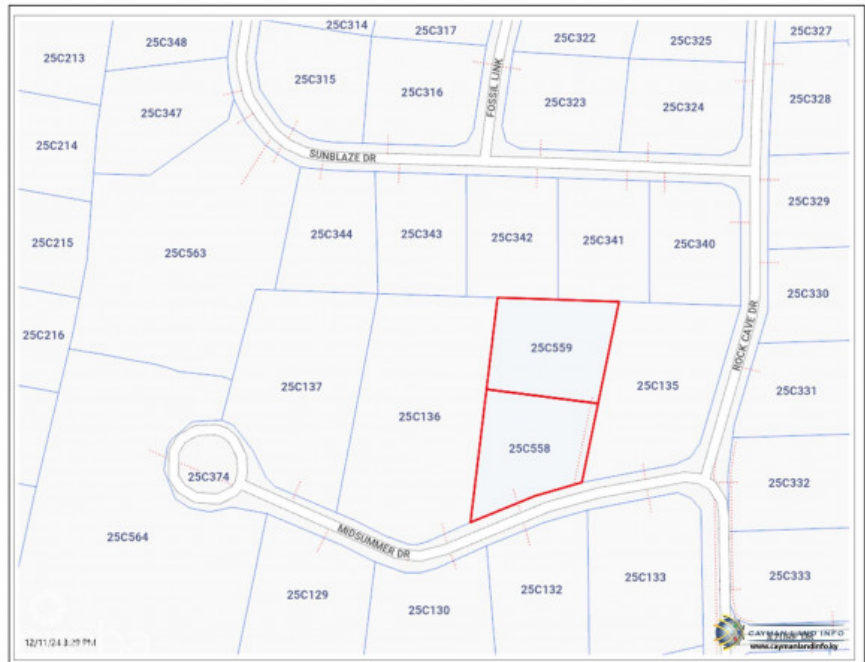 25C314
25C317
25C322
25C325
25C327
25C348
25C213
25C315
25C316
FOSSIL LINK
25C323
25C324
25C328
25C347
25C214
SUNBLAZE DR
25C329
25C215
25C563
25C344
25C343
25C342
25C341
25C340
25C330
25C216
ROCK CAVE DR
25C559
25C137
25C135
25C136
25C331
25C558
25C374
25C332
25C564
MIDSUMMER DR
25C129
25C130
25C132
25C133
25C333
12/11/24 3:29 PM
CAYMAN LAND INFO
www.caymanlandinfo.ky